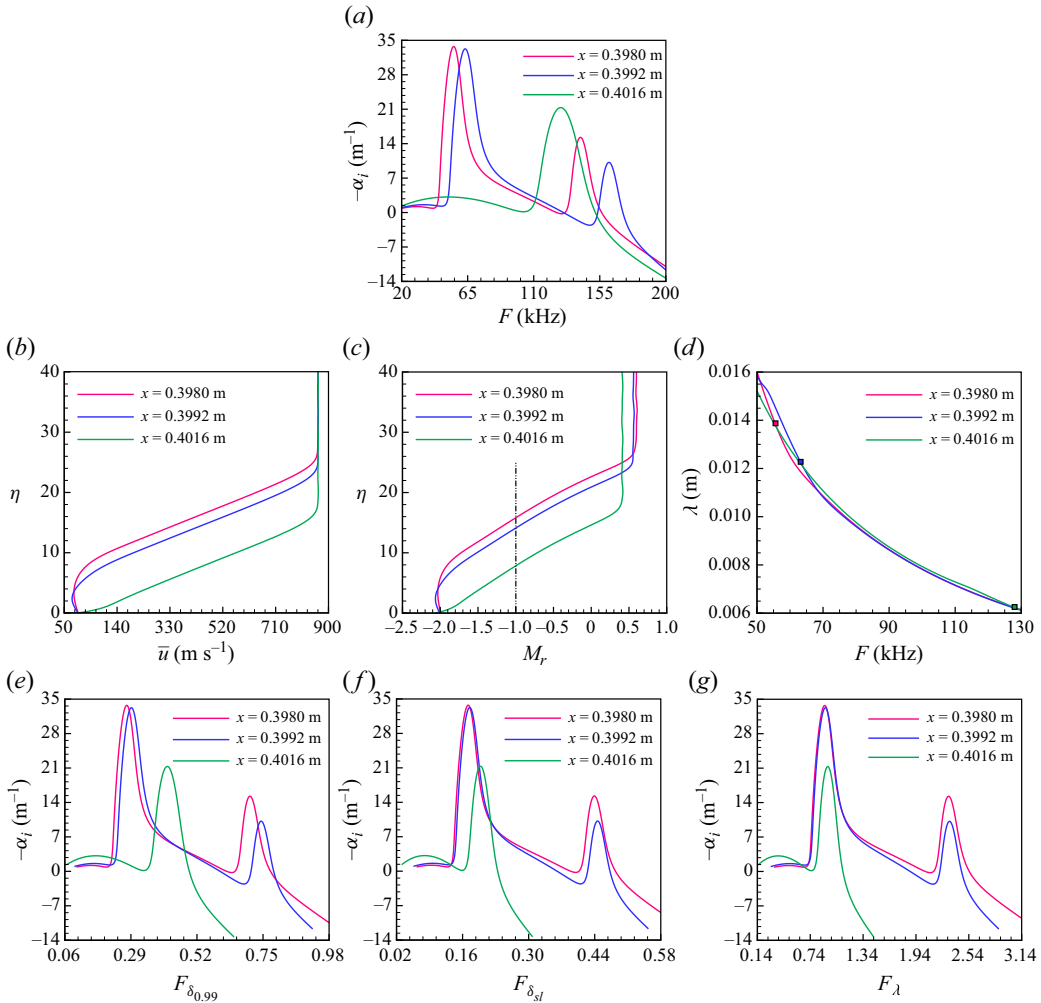 (a)
35
28
21
14
7
0
−7
−14
−αi (m−1)
x = 0.3980 m
x = 0.3992 m
x = 0.4016 m
20 65 110 155 200
F (kHz)
(b)
40
30
20
10
0
η
x = 0.3980 m
x = 0.3992 m
x = 0.4016 m
50 140 330 520 710 900
u̅ (m s−1)
(c)
40
30
20
10
0
η
x = 0.3980 m
x = 0.3992 m
x = 0.4016 m
−2.5 −2.0 −1.5 −1.0 −0.5 0 0.5 1.0
Mr
(d)
0.016
0.014
0.012
0.010
0.008
0.006
λ (m)
x = 0.3980 m
x = 0.3992 m
x = 0.4016 m
50 70 90 110 130
F (kHz)
(e)
35
28
21
14
7
0
−7
−14
−αi (m−1)
x = 0.3980 m
x = 0.3992 m
x = 0.4016 m
0.06 0.29 0.52 0.75 0.98
Fδ0.99
(f)
35
28
21
14
7
0
−7
−14
−αi (m−1)
x = 0.3980 m
x = 0.3992 m
x = 0.4016 m
0.02 0.16 0.30 0.44 0.58
Fδsl
(g)
35
28
21
14
7
0
−7
−14
−αi (m−1)
x = 0.3980 m
x = 0.3992 m
x = 0.4016 m
0.14 0.74 1.34 1.94 2.54 3.14
Fλ